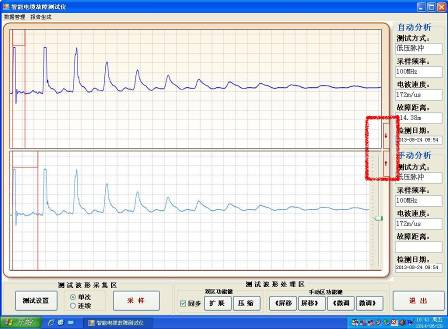 智能电缆故障测试仪
数据管理 报告生成
自动分析
测试方式:
低压脉冲
采样频率:
100MHz
电波速度:
172m/us
故障距离:
14.38m
检测日期:
2013-08-24 09:54
手动分析
测试方式:
低压脉冲
采样频率:
100MHz
电波速度:
172m/us
故障距离:
检测日期:
2013-08-24 09:54
测试波形采集区
测试波形处理区
测试设置
单次
连续
采 样
双区功能键
同步
扩 展
压 缩
手动区功能键
《屏移
屏移》
《微调
微调》
退 出
开始
智能电缆故障测试仪